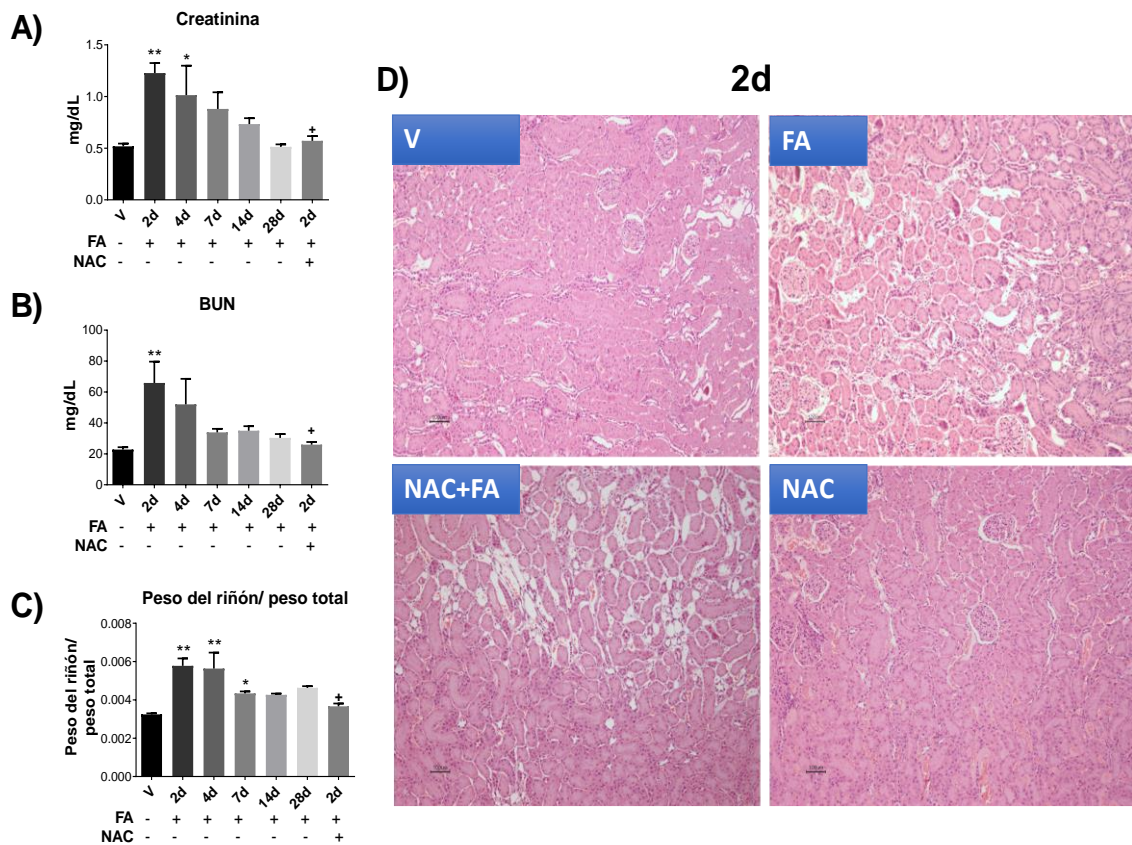 A)
Creatinina
mg/dL
1.5
1.0
0.5
0.0
** * +
V 2d 4d 7d 14d 28d 2d
FA - + + + + + +
NAC - - - - - - +
B)
BUN
mg/dL
100
80
60
40
20
0
** +
V 2d 4d 7d 14d 28d 2d
FA - + + + + + +
NAC - - - - - - +
C)
Peso del riñón/ peso total
Peso del riñón/
peso total
0.008
0.006
0.004
0.002
0.000
** ** * +
V 2d 4d 7d 14d 28d 2d
FA - + + + + + +
NAC - - - - - - +
D)
2d
V
FA
NAC+FA
NAC